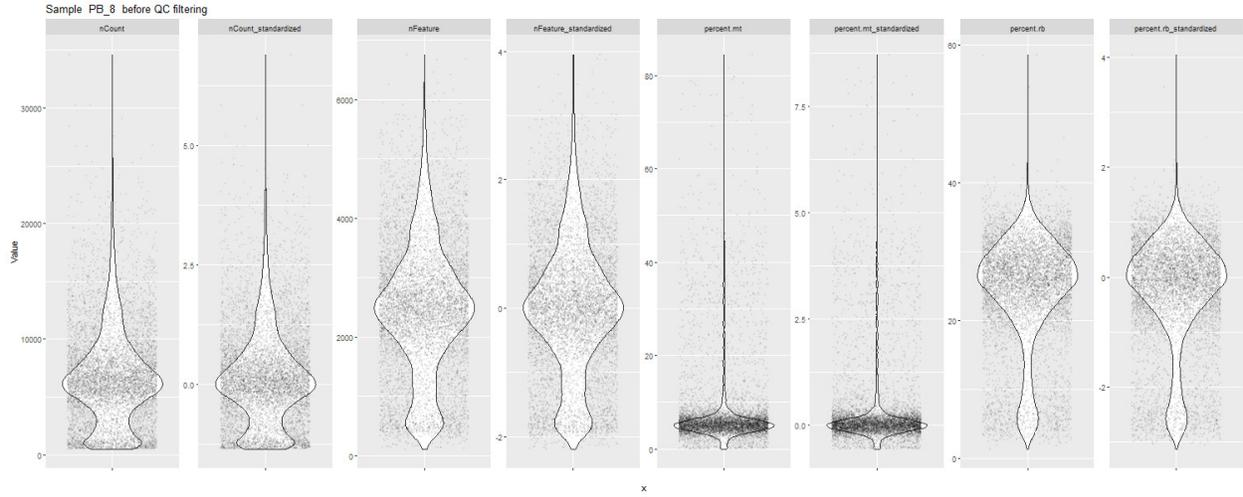 Sample PB_8 before QC filtering
nCount
nCount_standardized
nFeature
nFeature_standardized
percent.mt
percent.mt_standardized
percent.rb
percent.rb_standardized
Value
30000
20000
10000
0
5.0
2.5
0.0
6000
4000
2000
0
4
2
0
-2
80
60
40
20
0
7.5
5.0
2.5
0.0
60
40
20
0
4
2
0
-2
x